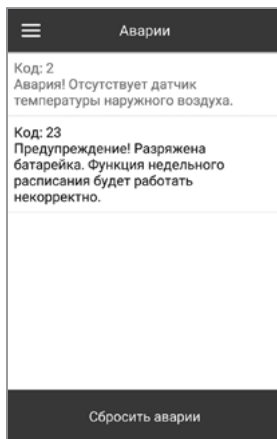 Аварии
Код: 2
Авария! Отсутствует датчик
температуры наружного воздуха.
Код: 23
Предупреждение! Разряжена
батарейка. Функция недельного
расписания будет работать
некорректно.
Сбросить аварии